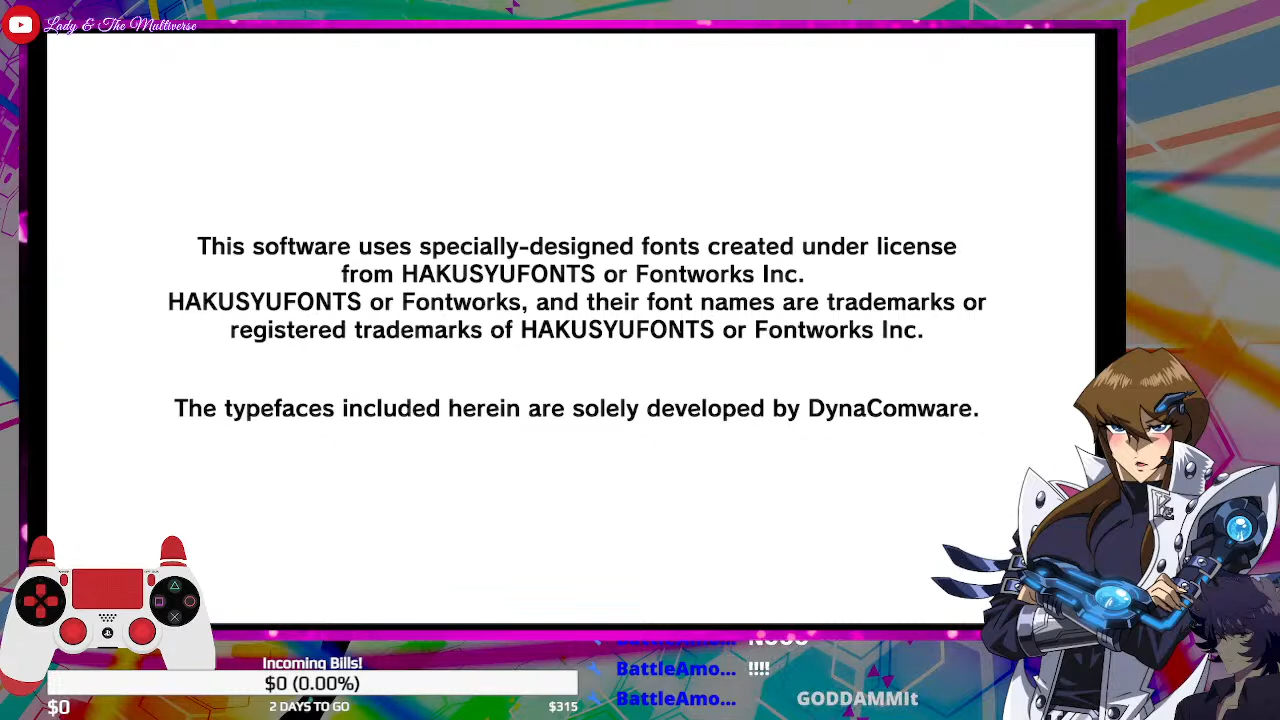 Lady & The Multiverse
This software uses specially-designed fonts created under license
from HAKUSYUFONTS or Fontworks Inc.
HAKUSYUFONTS or Fontworks, and their font names are trademarks or
registered trademarks of HAKUSYUFONTS or Fontworks Inc.
The typefaces included herein are solely developed by DynaComware.
Incoming Bills!
$0 (0.00%)
$0 2 DAYS TO GO $315
BattleAmo... !!!!
BattleAmo... GODDAMMIt